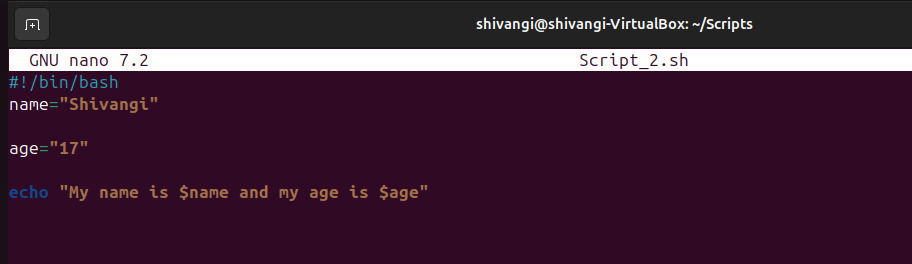 shivangi@shivangi-VirtualBox: ~/Scripts
GNU nano 7.2 Script_2.sh
#!/bin/bash
name="Shivangi"
age="17"
echo "My name is $name and my age is $age"